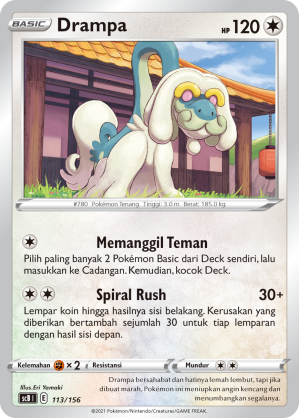 BASIC Drampa HP 120
#780 Pokémon Tenang Tinggi: 3.0 m Berat: 185.0 kg
Memanggil Teman
Pilih paling banyak 2 Pokémon Basic dari Deck sendiri, lalu
masukkan ke Cadangan. Kemudian, kocok Deck.
Spiral Rush 30+
Lempar koin hingga hasilnya sisi belakang. Kerusakan yang
diberikan bertambah sejumlah 30 untuk tiap lemparan
dengan hasil sisi depan.
Kelemahan ×2 Resistansi Mundur
Illus. Eri Yamaki
sc3 I E 113/156
Drampa bersahabat dan hatinya lemah lembut, tapi jika
dibuat marah, Pokémon ini menyiapkan angin kencang dan
menumbangkan segalanya.
©2021 Pokémon/Nintendo/Creatures/GAME FREAK